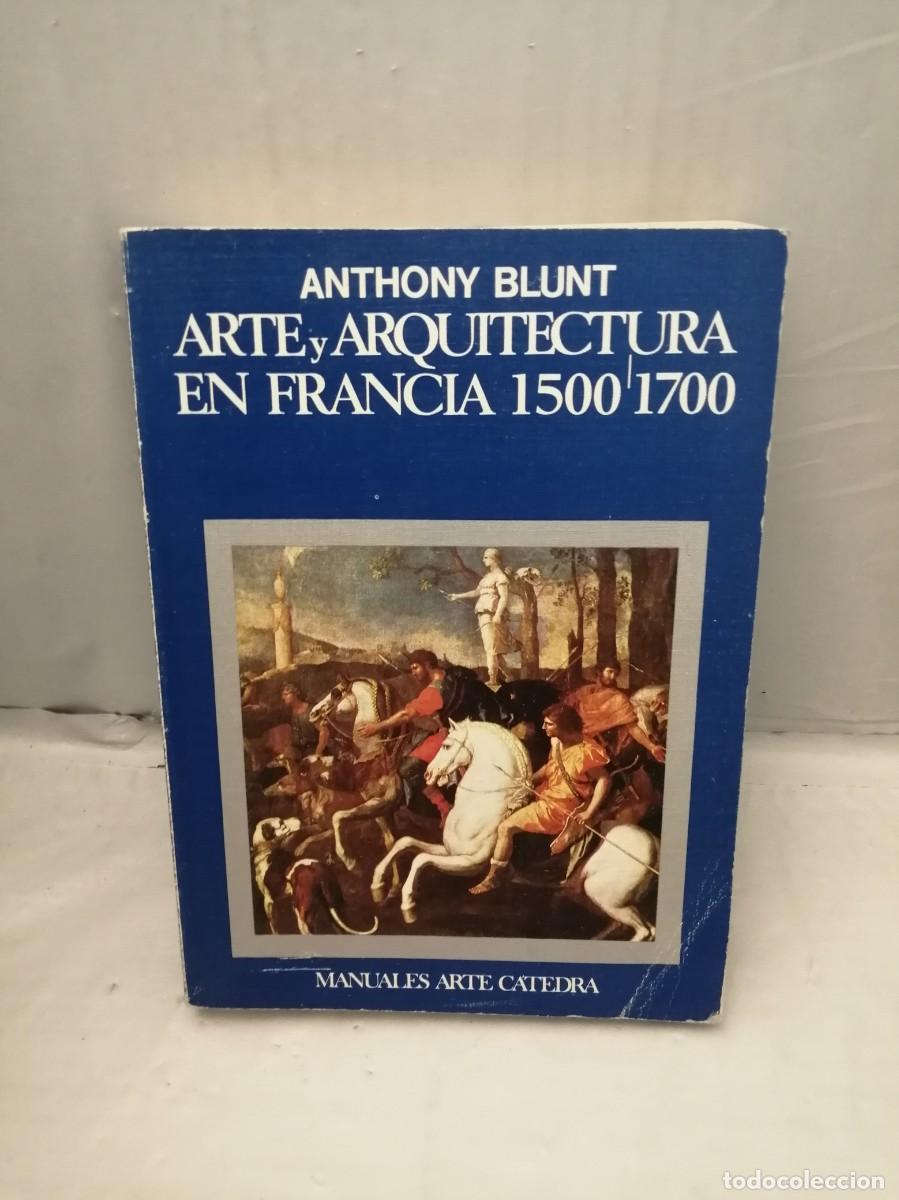 ANTHONY BLUNT
ARTE y ARQUITECTURA
EN FRANCIA 1500/1700
MANUALES ARTE CÁTEDRA
todocoleccion